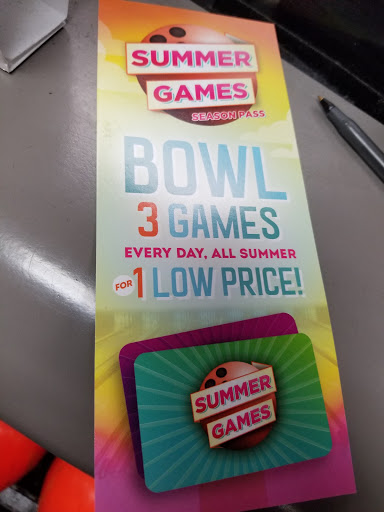 SUMMER
GAMES
SEASON PASS
BOWL
3 GAMES
EVERY DAY, ALL SUMMER
FOR 1 LOW PRICE!
SUMMER
GAMES